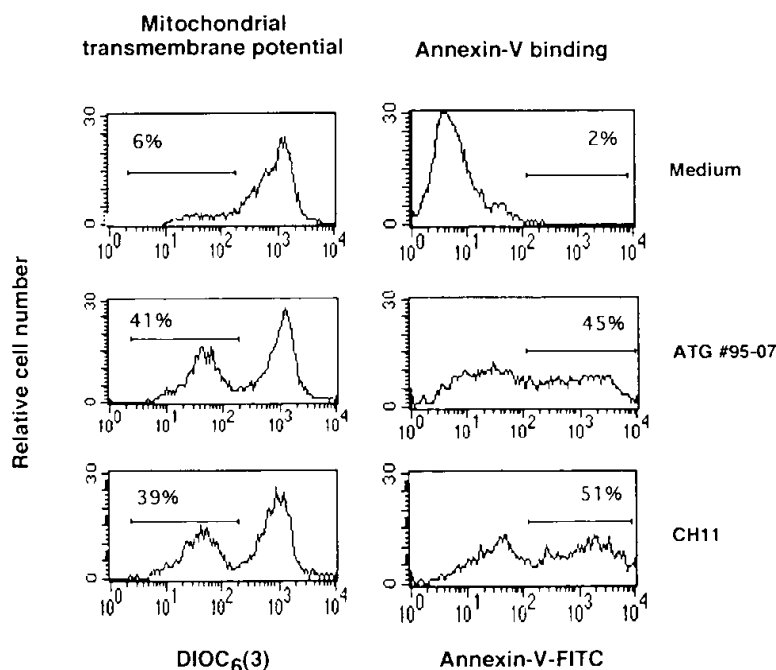 Mitochondrial
transmembrane potential
Annexin-V binding
30
0
6%
10^0 10^1 10^2 10^3 10^4
30
0
2%
10^0 10^1 10^2 10^3 10^4
Medium
Relative cell number
30
0
41%
10^0 10^1 10^2 10^3 10^4
30
0
45%
10^0 10^1 10^2 10^3 10^4
ATG #95-07
30
0
39%
10^0 10^1 10^2 10^3 10^4
30
0
51%
10^0 10^1 10^2 10^3 10^4
CH11
DIOC6(3)
Annexin-V-FITC